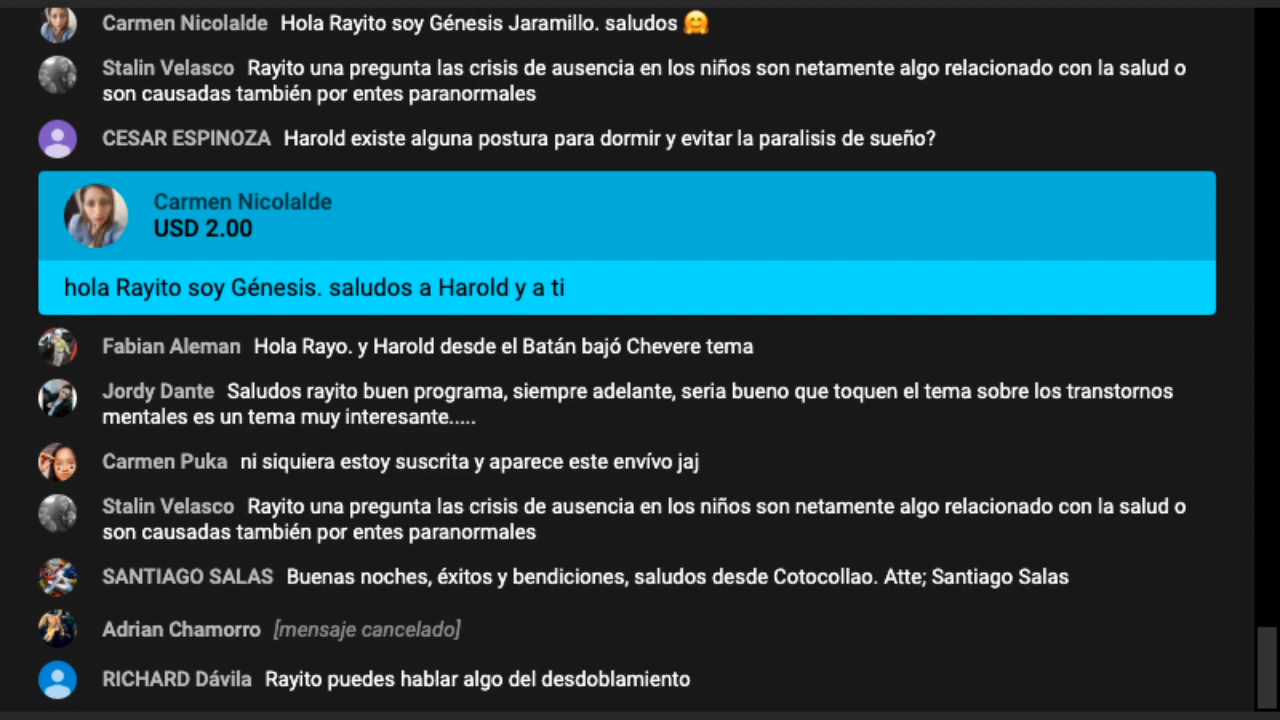 Carmen Nicolalde Hola Rayito soy Génesis Jaramillo. saludos 🤗
Stalin Velasco Rayito una pregunta las crisis de ausencia en los niños son netamente algo relacionado con la salud o
son causadas también por entes paranormales
CESAR ESPINOZA Harold existe alguna postura para dormir y evitar la paralisis de sueño?
Carmen Nicolalde
USD 2.00
hola Rayito soy Génesis. saludos a Harold y a ti
Fabian Aleman Hola Rayo. y Harold desde el Batán bajó Chevere tema
Jordy Dante Saludos rayito buen programa, siempre adelante, seria bueno que toquen el tema sobre los transtornos
mentales es un tema muy interesante.....
Carmen Puka ni siquiera estoy suscrita y aparece este envívo jaj
Stalin Velasco Rayito una pregunta las crisis de ausencia en los niños son netamente algo relacionado con la salud o
son causadas también por entes paranormales
SANTIAGO SALAS Buenas noches, éxitos y bendiciones, saludos desde Cotocollao. Atte; Santiago Salas
Adrian Chamorro [mensaje cancelado]
RICHARD Dávila Rayito puedes hablar algo del desdoblamiento